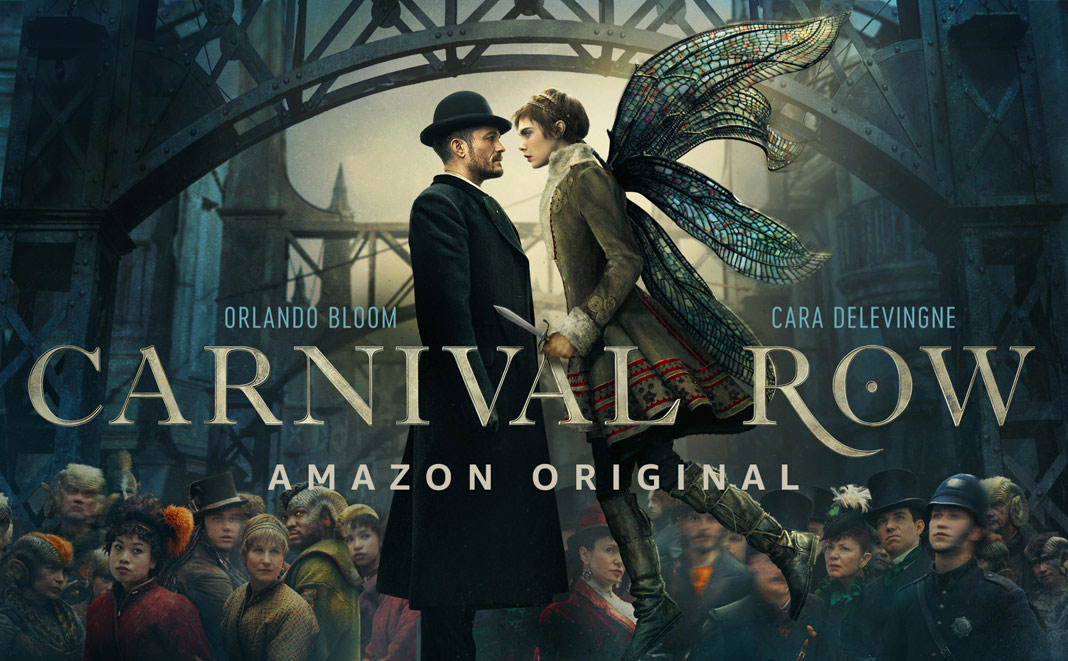 ORLANDO BLOOM
CARA DELEVINGNE
CARNIVAL ROW
AMAZON ORIGINAL